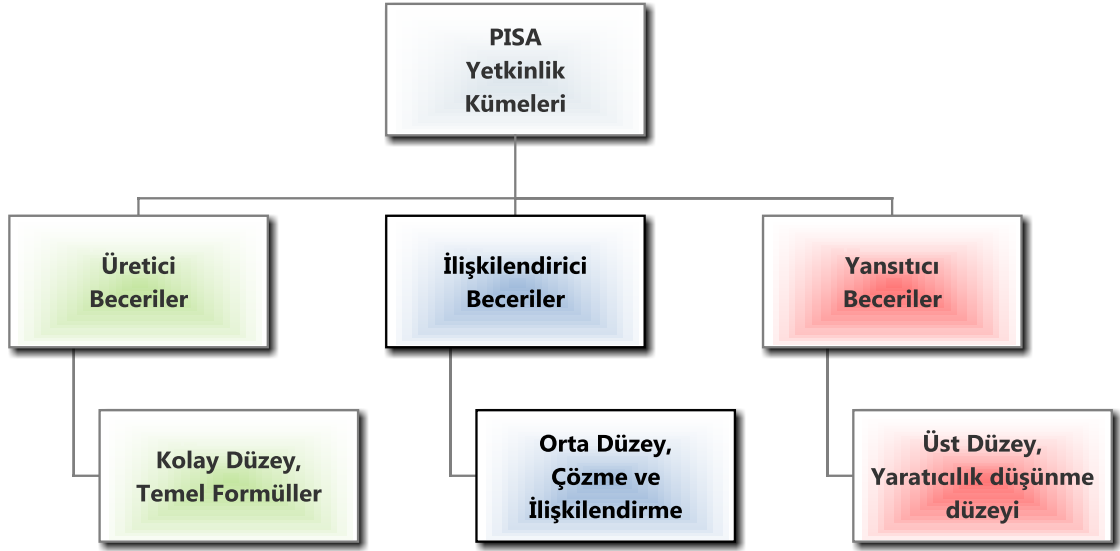 PISA
Yetkinlik
Kümeleri
Üretici
Beceriler
İlişkilendirici
Beceriler
Yansıtıcı
Beceriler
Kolay Düzey,
Temel Formüller
Orta Düzey,
Çözme ve
İlişkilendirme
Üst Düzey,
Yaratıcılık düşünme
düzeyi